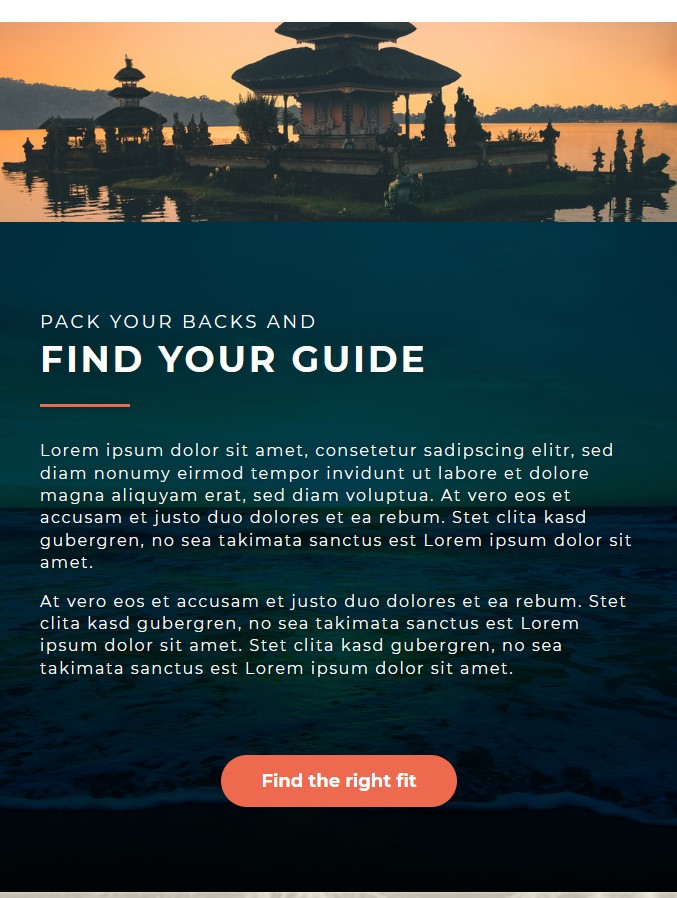 PACK YOUR BACKS AND
FIND YOUR GUIDE
Lorem ipsum dolor sit amet, consetetur sadipscing elitr, sed
diam nonumy eirmod tempor invidunt ut labore et dolore
magna aliquyam erat, sed diam voluptua. At vero eos et
accusam et justo duo dolores et ea rebum. Stet clita kasd
gubergren, no sea takimata sanctus est Lorem ipsum dolor sit
amet.
At vero eos et accusam et justo duo dolores et ea rebum. Stet
clita kasd gubergren, no sea takimata sanctus est Lorem
ipsum dolor sit amet. Stet clita kasd gubergren, no sea
takimata sanctus est Lorem ipsum dolor sit amet.
Find the right fit